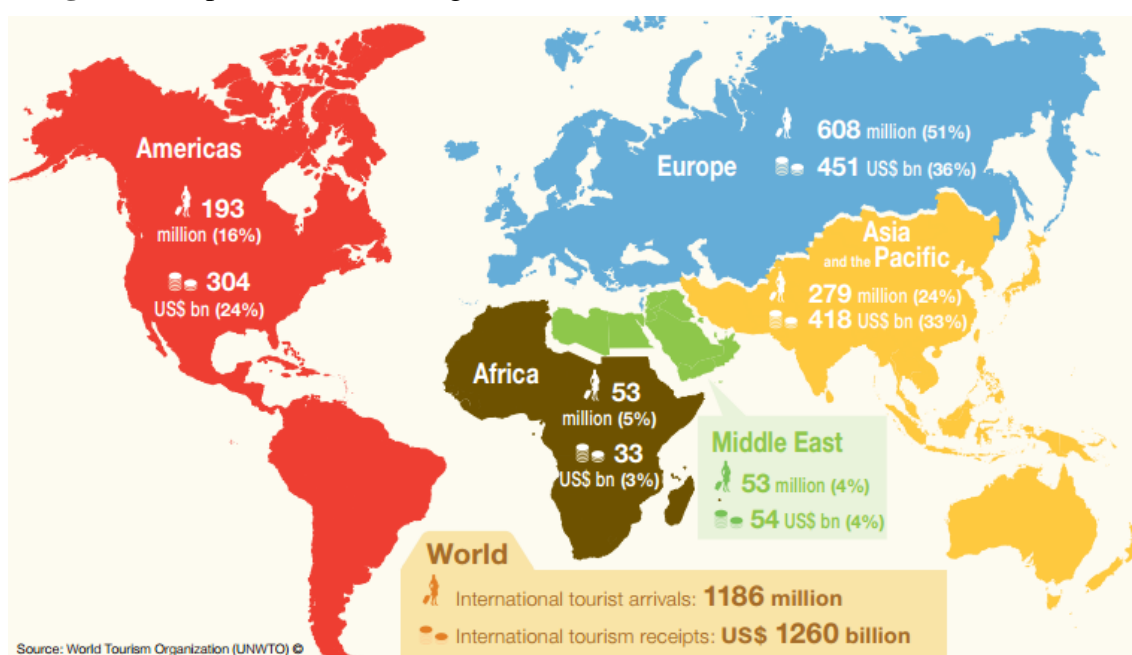 Americas
193
million (16%)
304
US$ bn (24%)
Europe
608 million (51%)
451 US$ bn (36%)
Asia
and the Pacific
279 million (24%)
418 US$ bn (33%)
Africa
53
million (5%)
33
US$ bn (3%)
Middle East
53 million (4%)
54 US$ bn (4%)
World
International tourist arrivals: 1186 million
International tourism receipts: US$ 1260 billion
Source: World Tourism Organization (UNWTO) ©